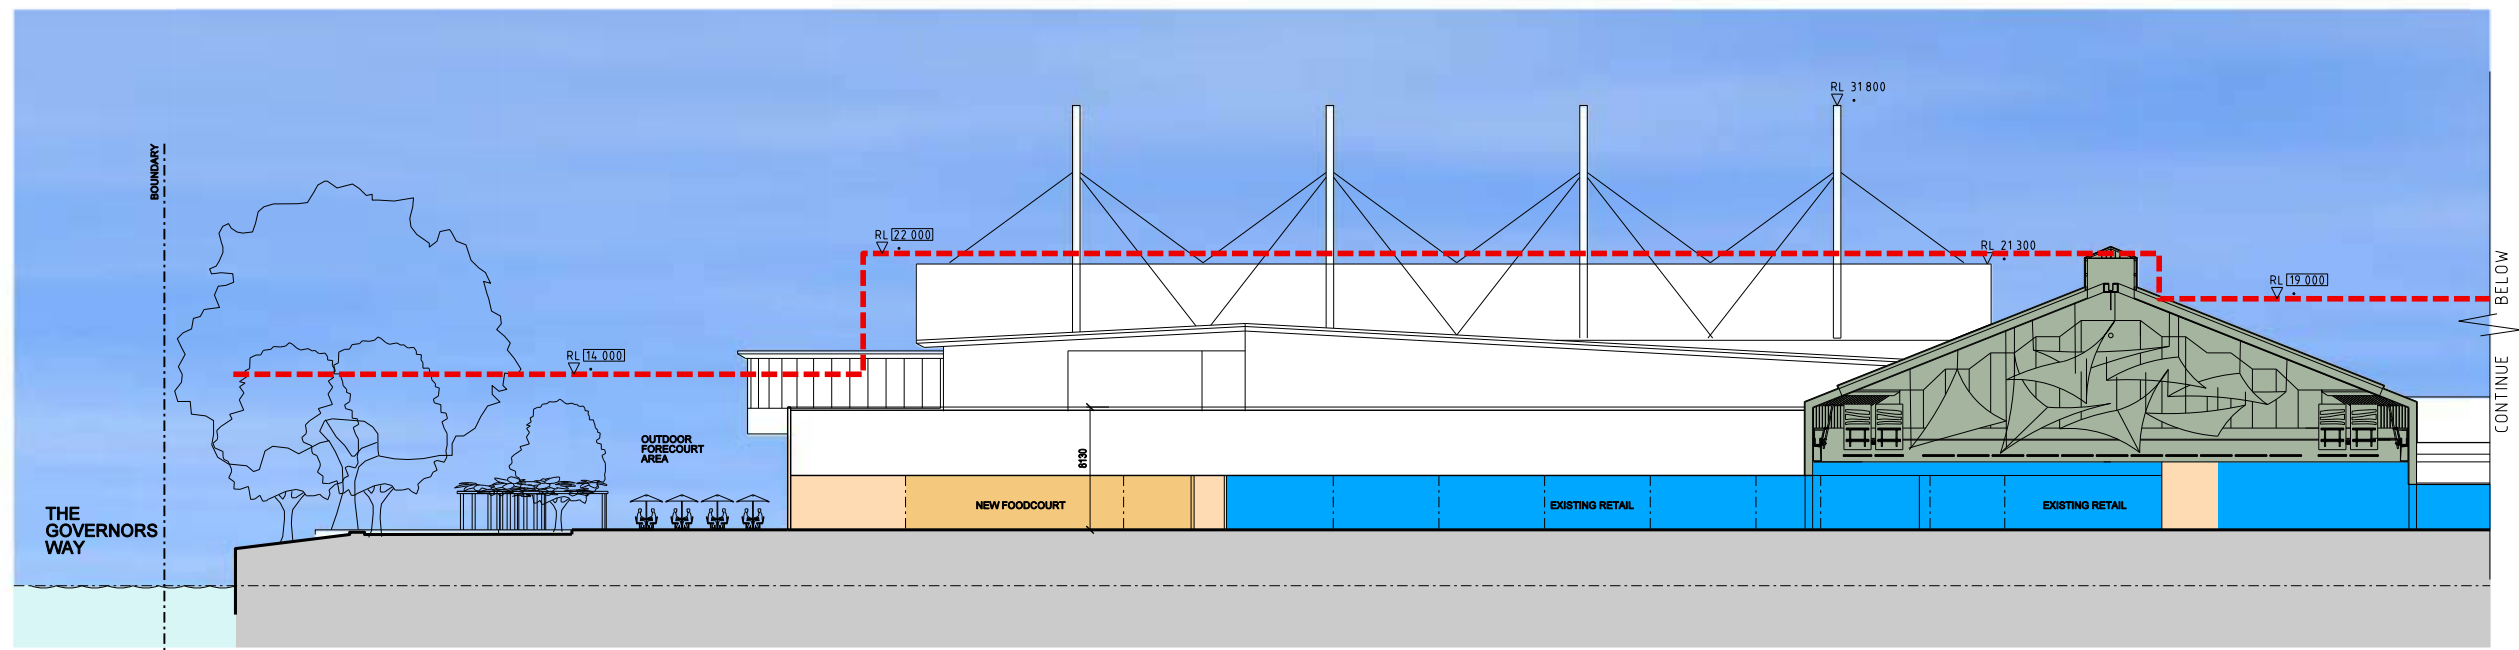 RL 31 800
BOUNDARY
RL 22 000
RL 21 300
RL 19 000
CONTINUE BELOW
RL 14 000
OUTDOOR
FORECOURT
AREA
8130
THE
GOVERNORS
WAY
NEW FOODCOURT
EXISTING RETAIL
EXISTING RETAIL